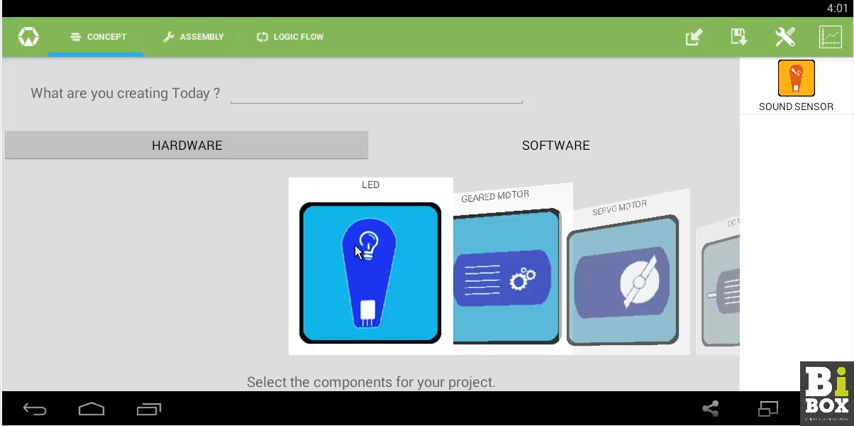 4:01
CONCEPT
ASSEMBLY
LOGIC FLOW
What are you creating Today ?
SOUND SENSOR
HARDWARE
SOFTWARE
LED
GEARED MOTOR
SERVO MOTOR
Select the components for your project.
Bi
BOX